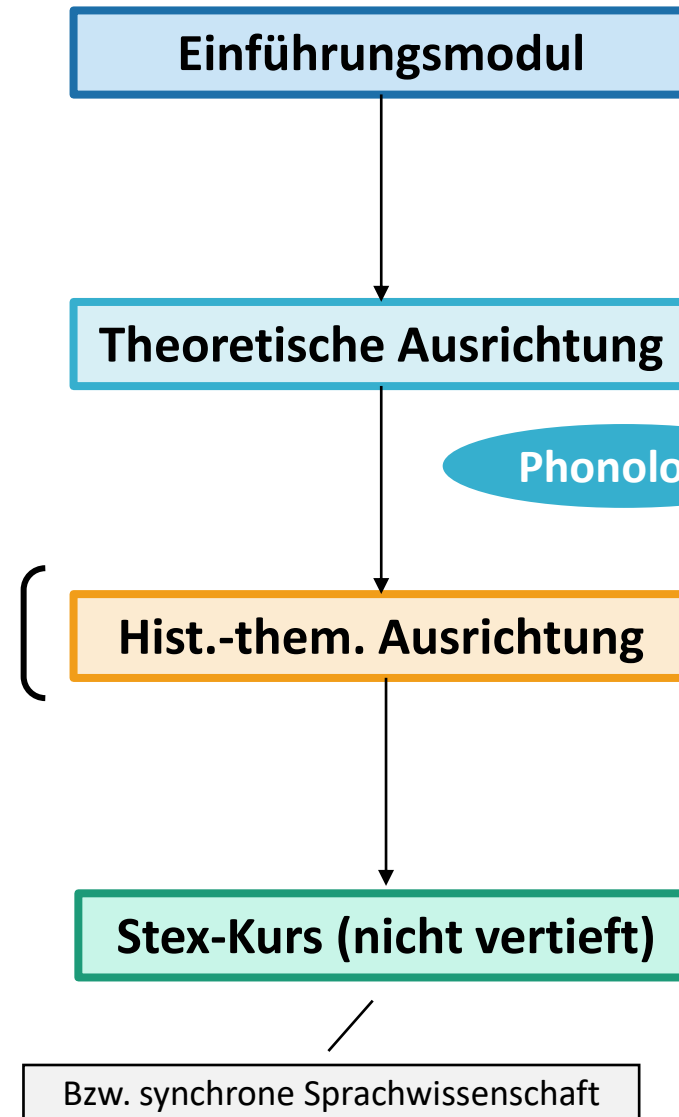 Einführungsmodul
Theoretische Ausrichtung
Phonolo
Hist.-them. Ausrichtung
Stex-Kurs (nicht vertieft)
Bzw. synchrone Sprachwissenschaft